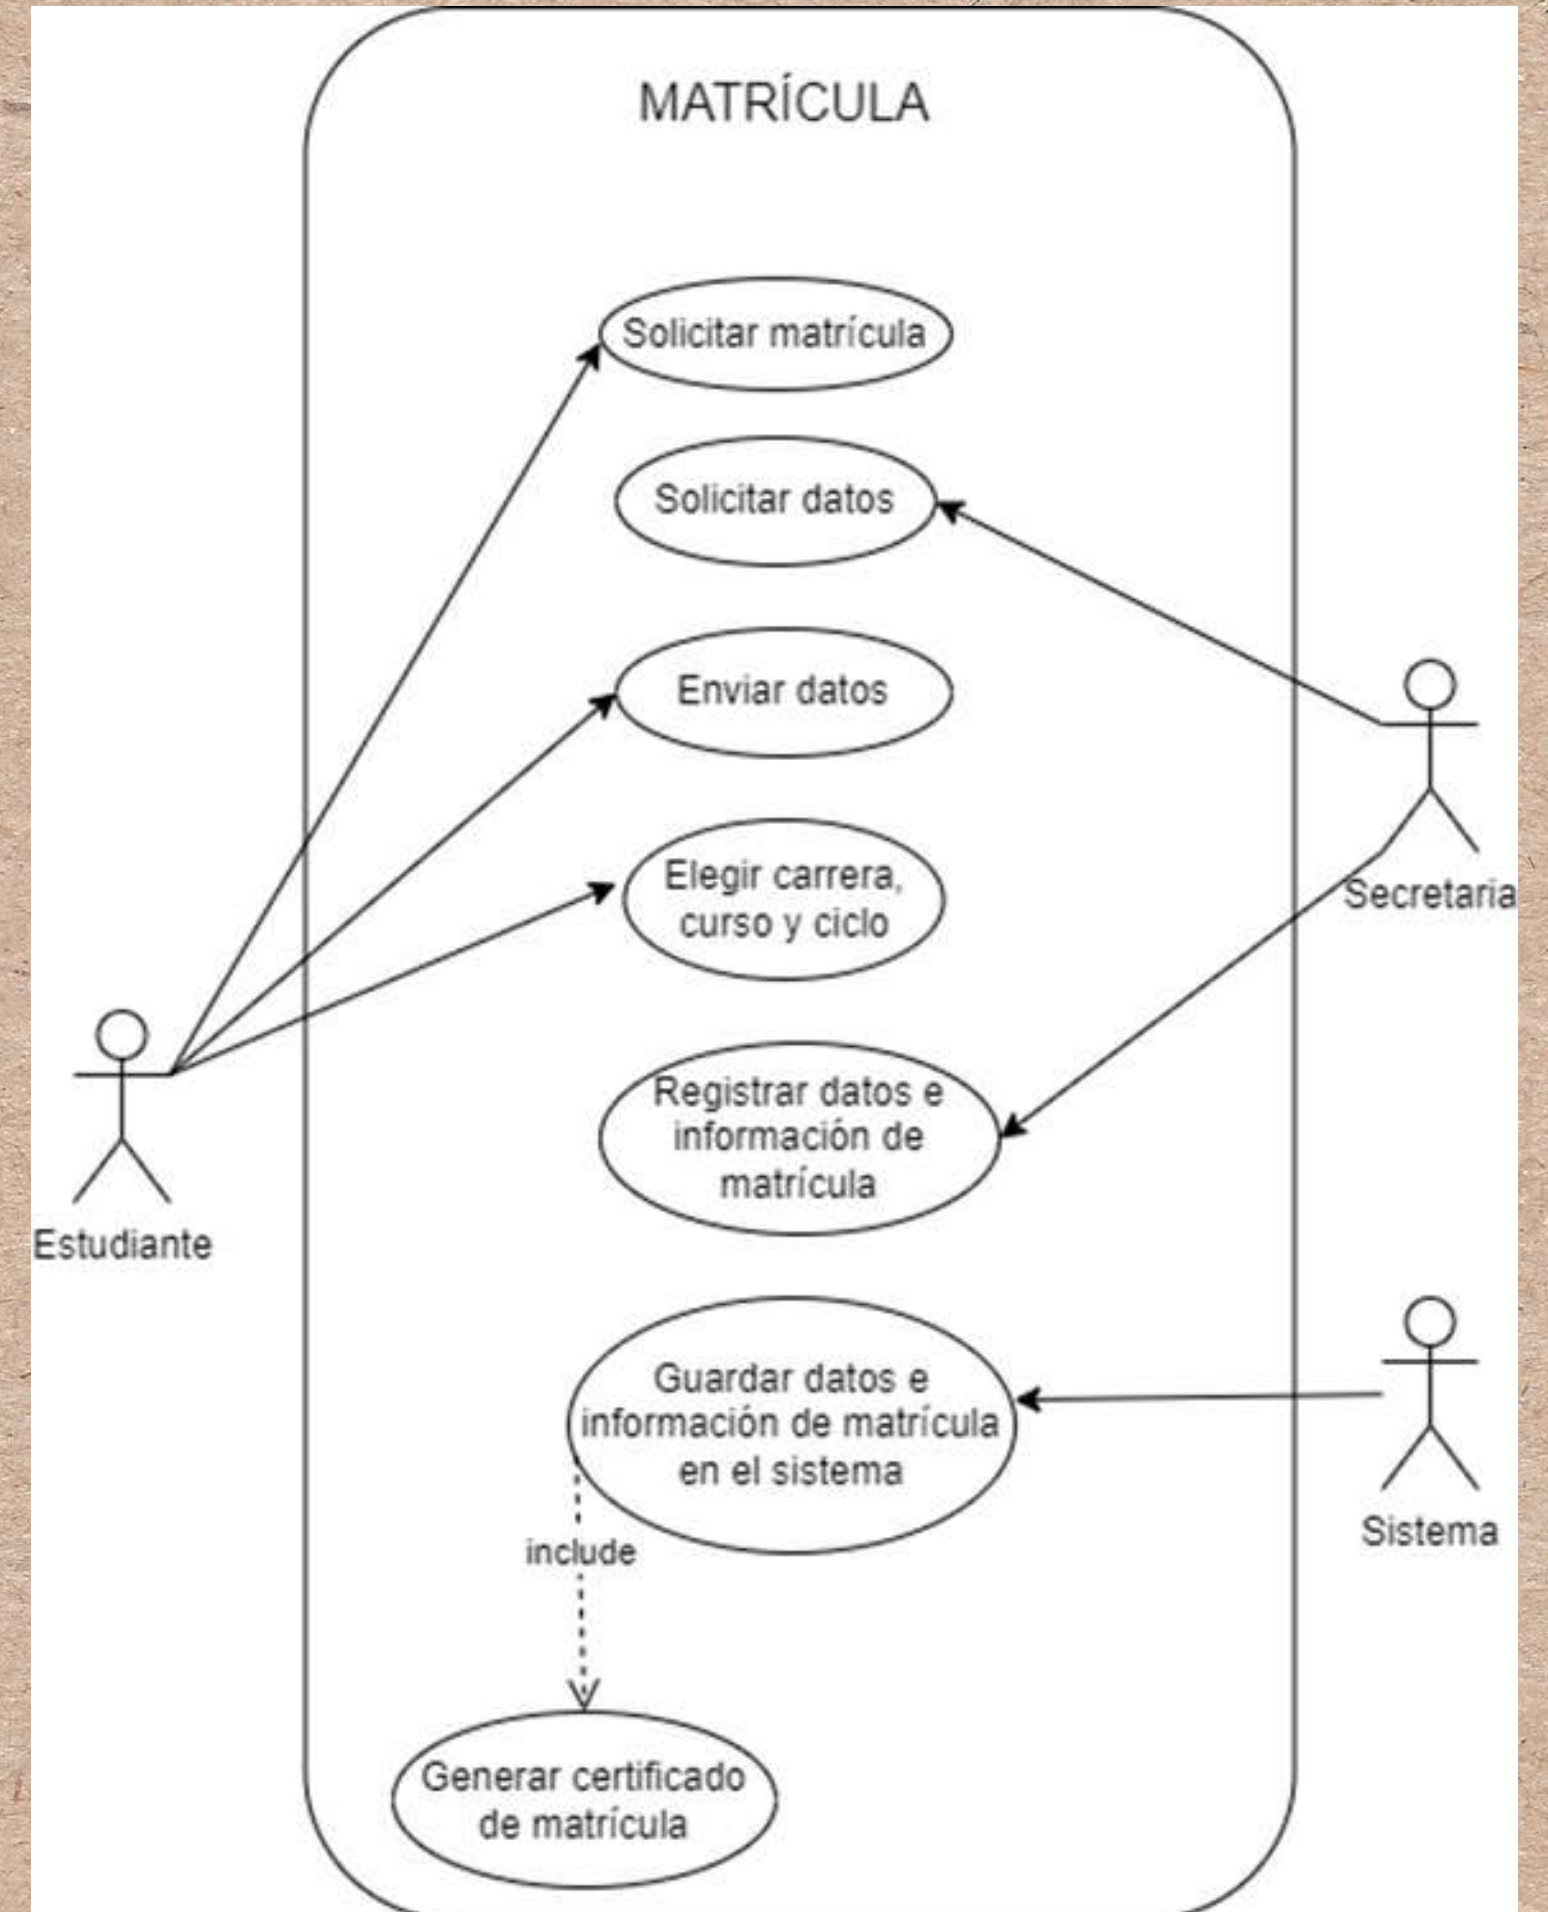 MATRÍCULA
Solicitar matrícula
Solicitar datos
Enviar datos
Elegir carrera,
curso y ciclo
Secretaria
Registrar datos e
información de
matrícula
Estudiante
Guardar datos e
información de matrícula
en el sistema
Sistema
include
Generar certificado
de matrícula